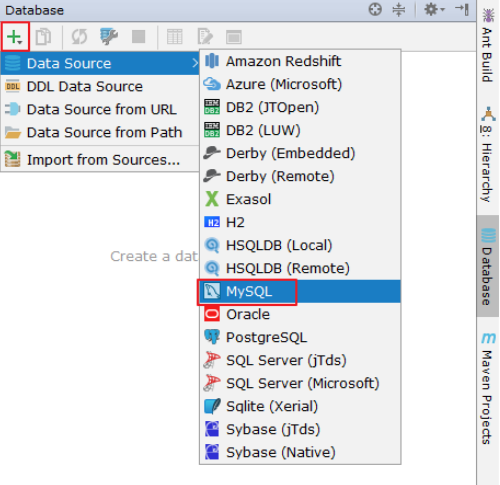 Database
Data Source
DDL Data Source
Data Source from URL
Data Source from Path
Import from Sources...
Create a dat
Amazon Redshift
Azure (Microsoft)
DB2 (JTOpen)
DB2 (LUW)
Derby (Embedded)
Derby (Remote)
Exasol
H2
HSQLDB (Local)
HSQLDB (Remote)
MySQL
Oracle
PostgreSQL
SQL Server (jTds)
SQL Server (Microsoft)
Sqlite (Xerial)
Sybase (jTds)
Sybase (Native)
Ant Build
8: Hierarchy
Database
Maven Projects